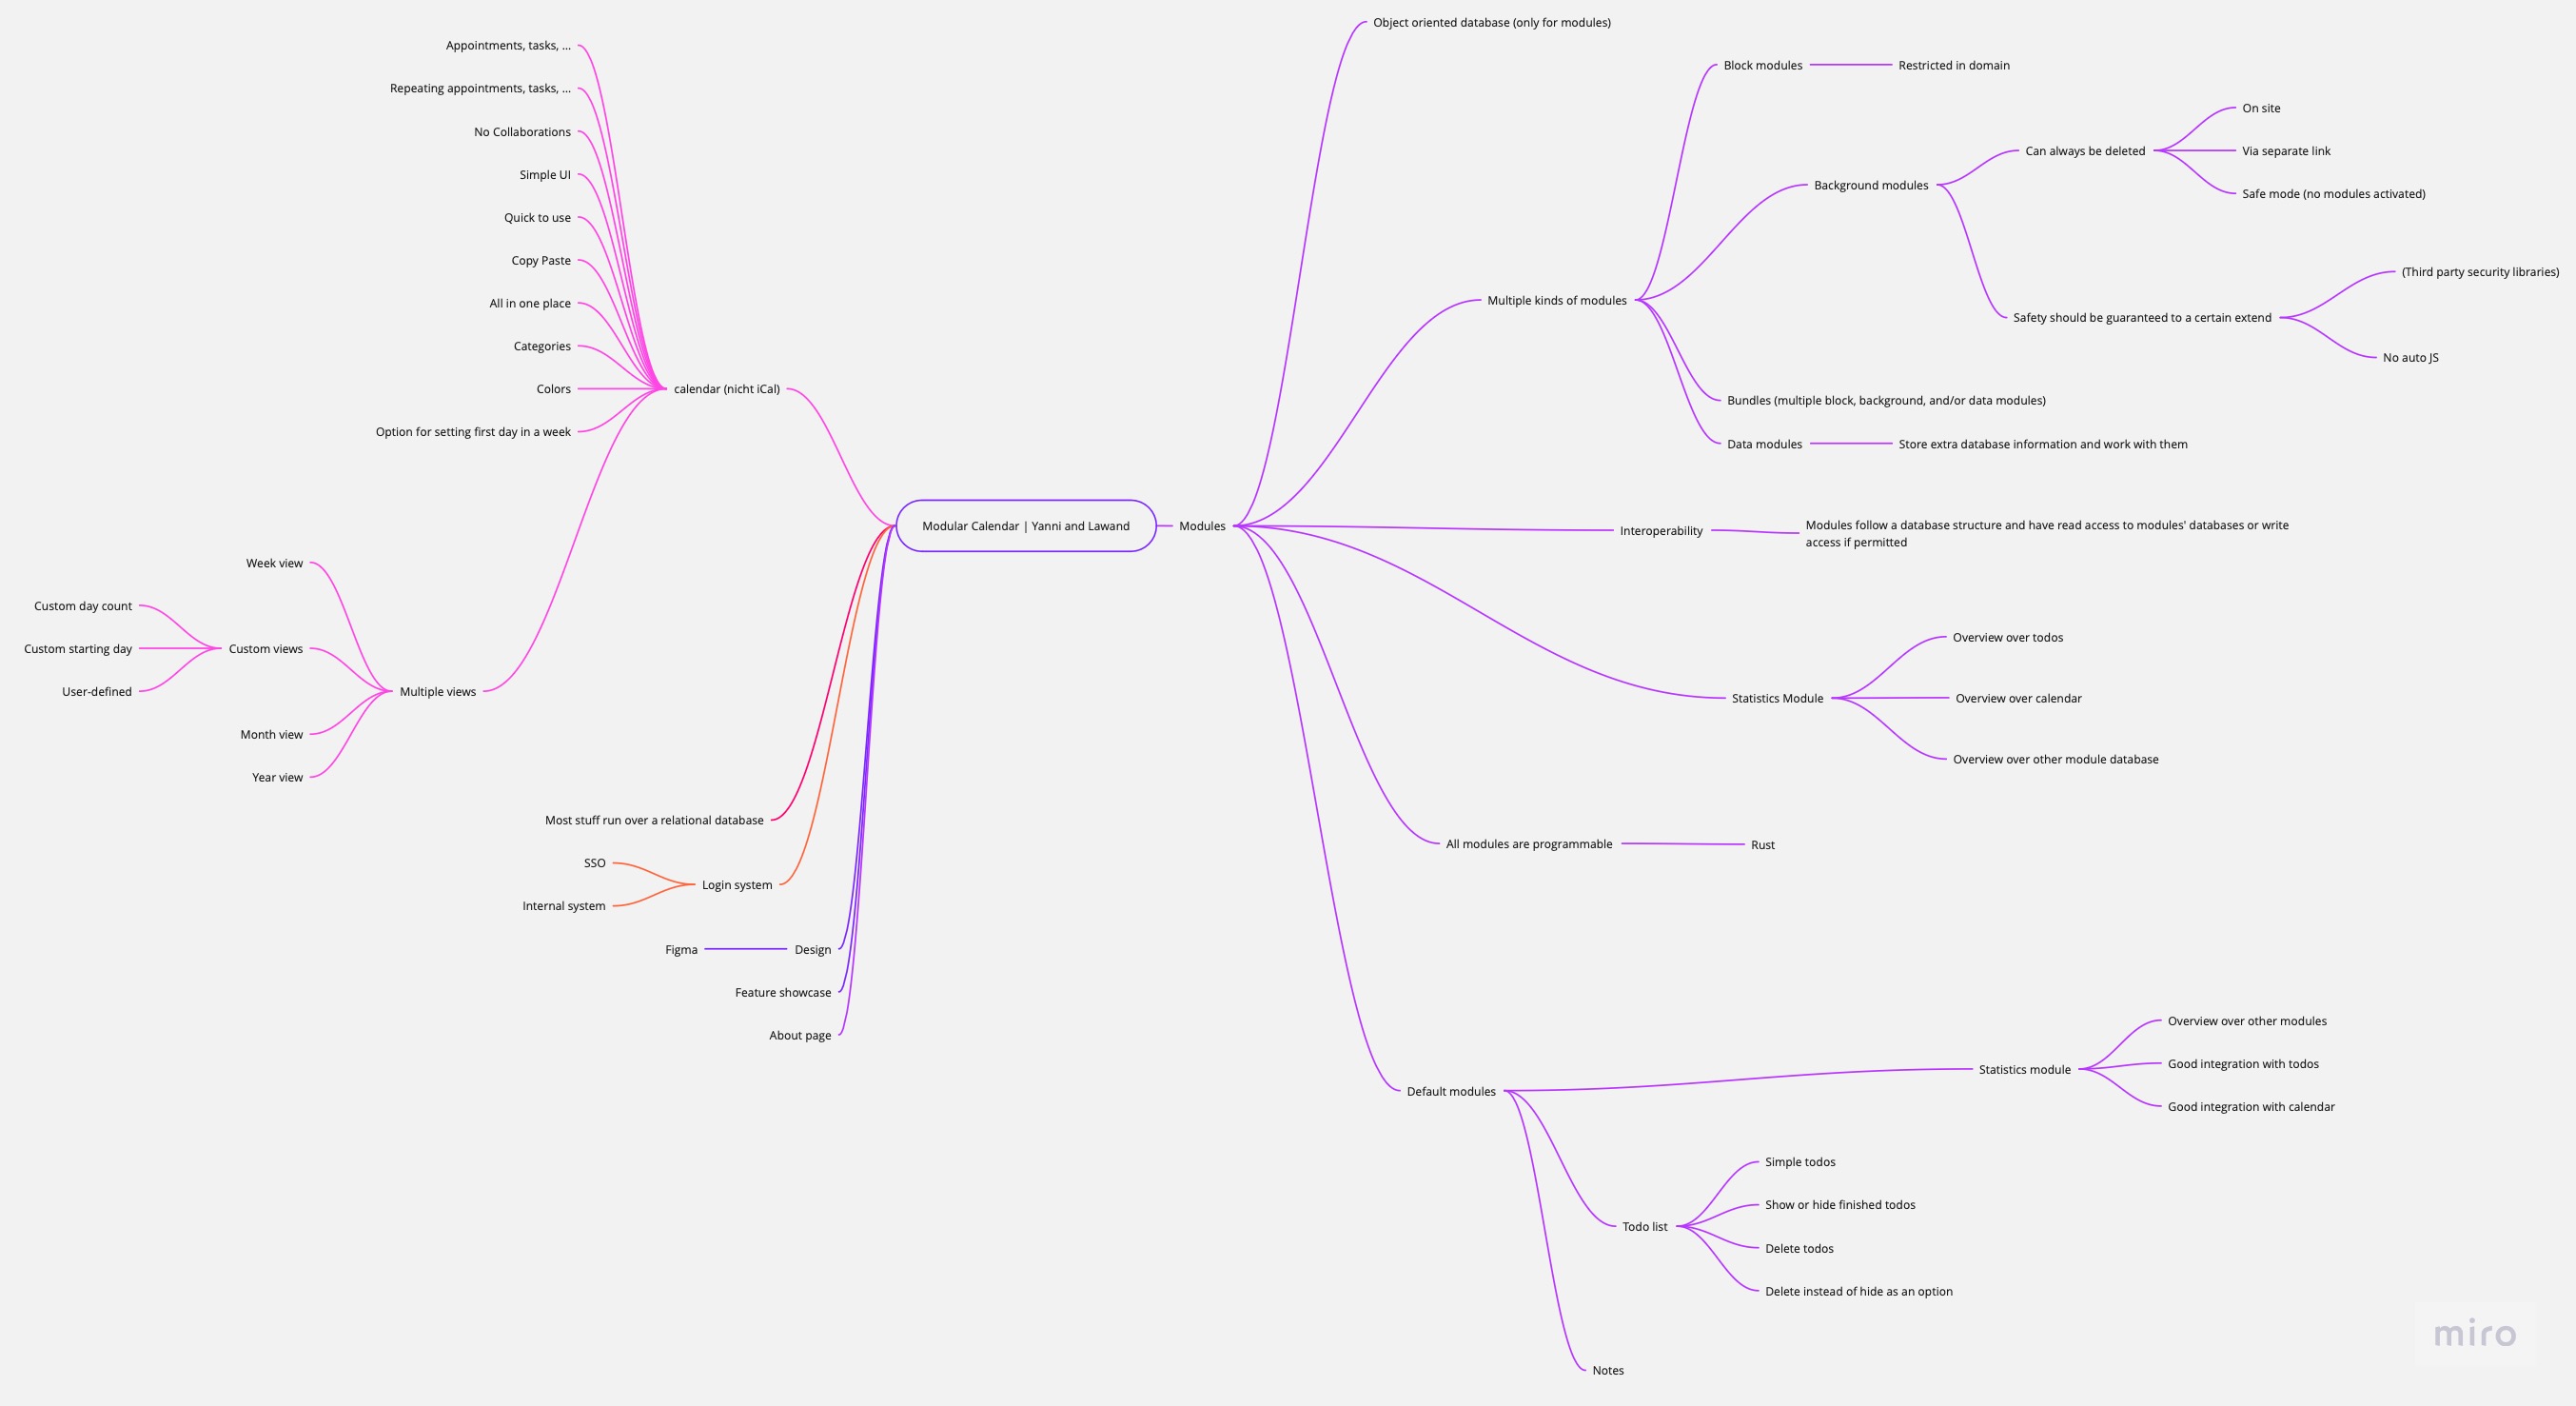 Modular Calendar | Yanni and Lawand
calendar (nicht iCal)
Appointments, tasks, ...
Repeating appointments, tasks, ...
No Collaborations
Simple UI
Quick to use
Copy Paste
All in one place
Categories
Colors
Option for setting first day in a week
Multiple views
Week view
Custom views
Custom day count
Custom starting day
User-defined
Month view
Year view
Most stuff run over a relational database
Login system
SSO
Internal system
Design
Figma
Feature showcase
About page
Modules
Object oriented database (only for modules)
Multiple kinds of modules
Block modules
Restricted in domain
Background modules
Can always be deleted
On site
Via separate link
Safe mode (no modules activated)
Safety should be guaranteed to a certain extend
(Third party security libraries)
No auto JS
Bundles (multiple block, background, and/or data modules)
Data modules
Store extra database information and work with them
Interoperability
Modules follow a database structure and have read access to modules' databases or write
access if permitted
Statistics Module
Overview over todos
Overview over calendar
Overview over other module database
All modules are programmable
Rust
Default modules
Statistics module
Overview over other modules
Good integration with todos
Good integration with calendar
Todo list
Simple todos
Show or hide finished todos
Delete todos
Delete instead of hide as an option
Notes
miro